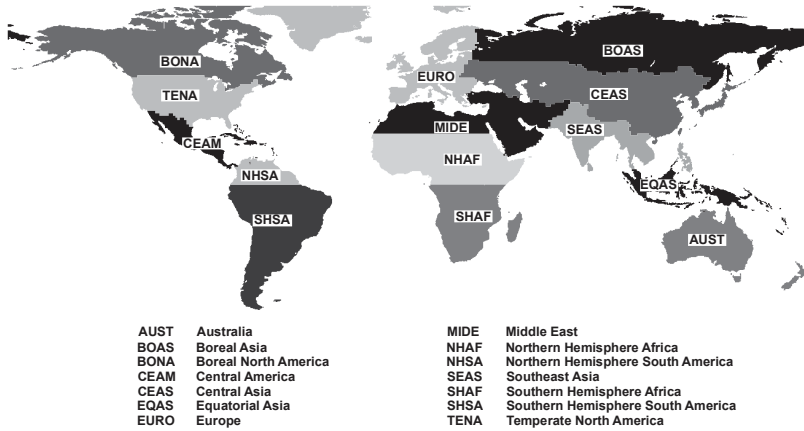 BOAS
BONA
EURO
TENA
CEAS
MIDE
SEAS
CEAM
NHAF
NHSA
EQAS
SHSA
SHAF
AUST
AUST Australia
BOAS Boreal Asia
BONA Boreal North America
CEAM Central America
CEAS Central Asia
EQAS Equatorial Asia
EURO Europe
MIDE Middle East
NHAF Northern Hemisphere Africa
NHSA Northern Hemisphere South America
SEAS Southeast Asia
SHAF Southern Hemisphere Africa
SHSA Southern Hemisphere South America
TENA Temperate North America